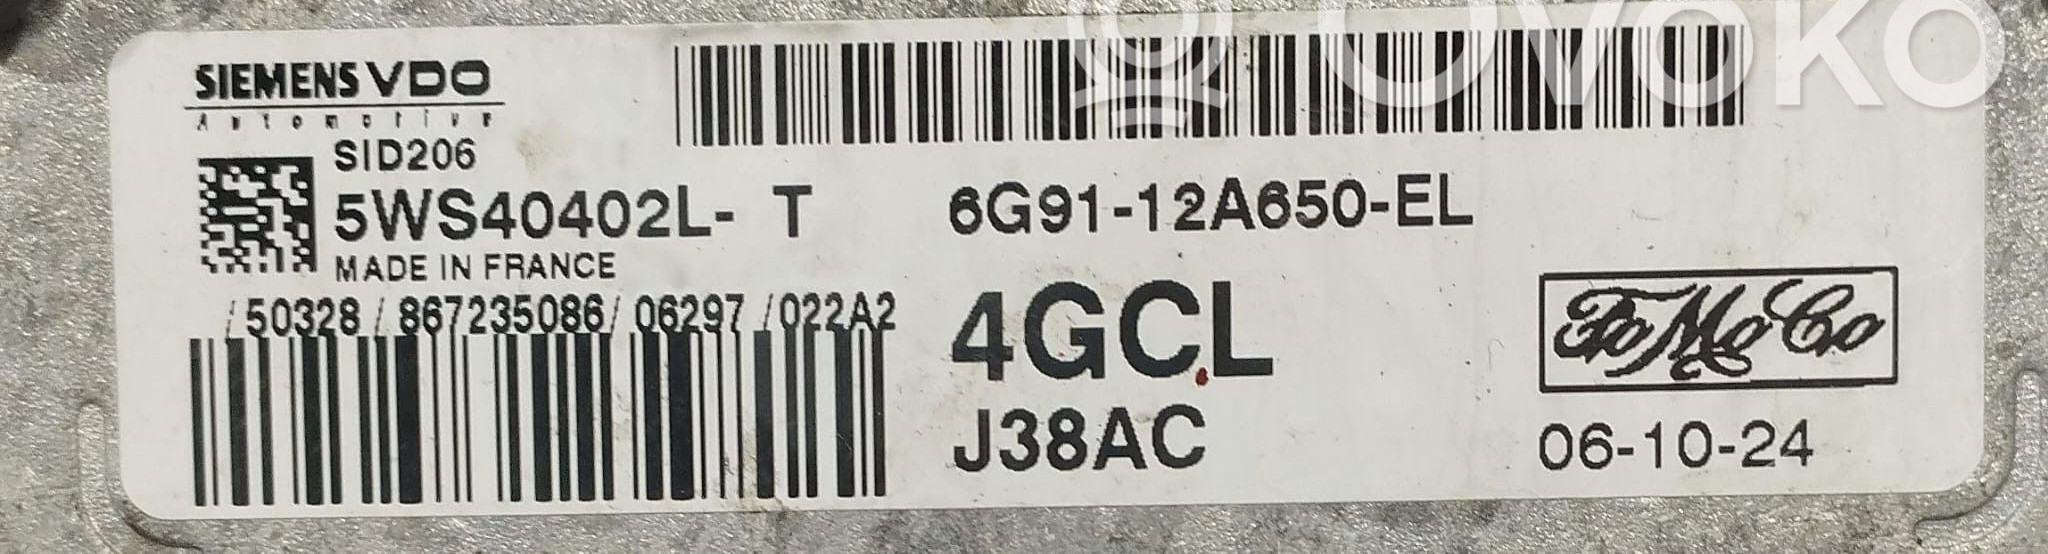 SIEMENS VDO
Automotive
SID206
5WS40402L- T 6G91-12A650-EL
MADE IN FRANCE
/50328/867235086/06297/022A2
4GCL
J38AC
FoMoCo
06-10-24
OVOKO